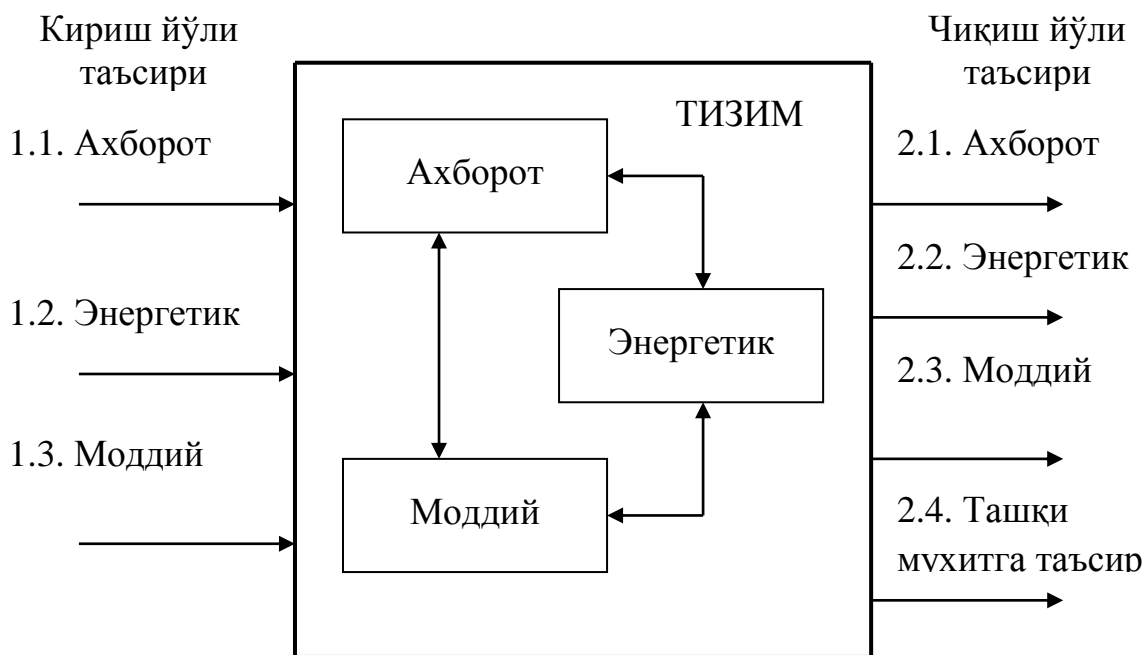 Кириш йўли
таъсири
1.1. Ахборот
1.2. Энергетик
1.3. Моддий
ТИЗИМ
Ахборот
Энергетик
Моддий
Чиқиш йўли
таъсири
2.1. Ахборот
2.2. Энергетик
2.3. Моддий
2.4. Ташқи
мухитга таъсир